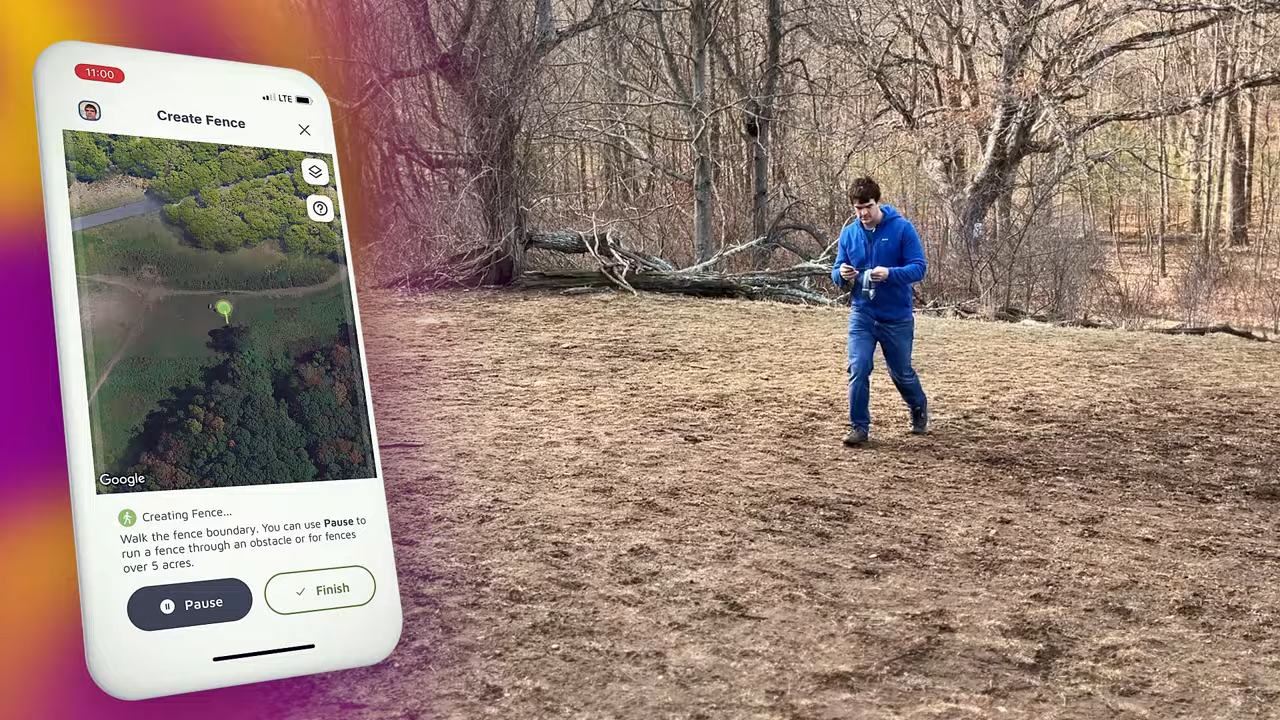 11:00
LTE
Create Fence
Google
Creating Fence...
Walk the fence boundary. You can use Pause to
run a fence through an obstacle or for fences
over 5 acres.
Pause
Finish